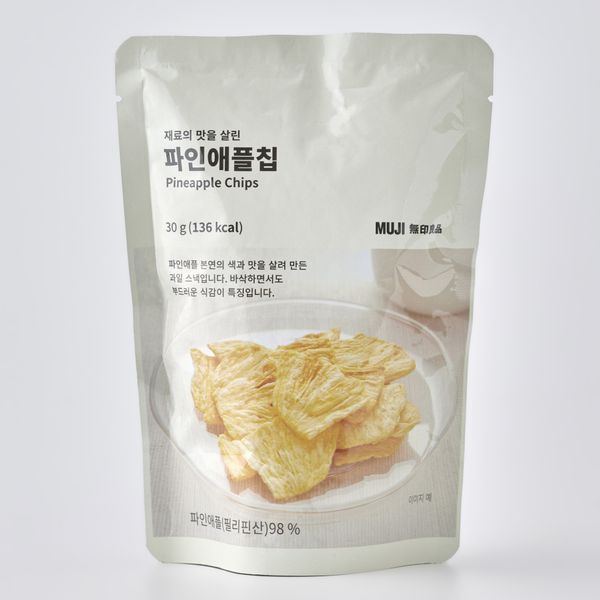 재료의 맛을 살린
파인애플칩
Pineapple Chips
30 g (136 kcal)
MUJI 無印良品
파인애플 본연의 색과 맛을 살려 만든
과일 스낵입니다. 바삭하면서도
부드러운 식감이 특징입니다.
이미지 예
파인애플(필리핀산)98 %